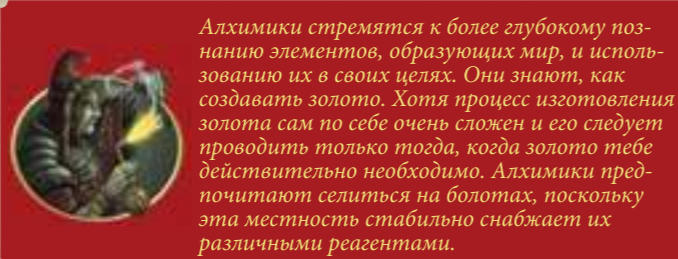 Алхимики стремятся к более глубокому поз-
нанию элементов, образующих мир, и исполь-
зованию их в своих целях. Они знают, как
создавать золото. Хотя процесс изготовления
золота сам по себе очень сложен и его следует
проводить только тогда, когда золото тебе
действительно необходимо. Алхимики пред-
почитают селиться на болотах, поскольку
эта местность стабильно снабжает их
различными реагентами.